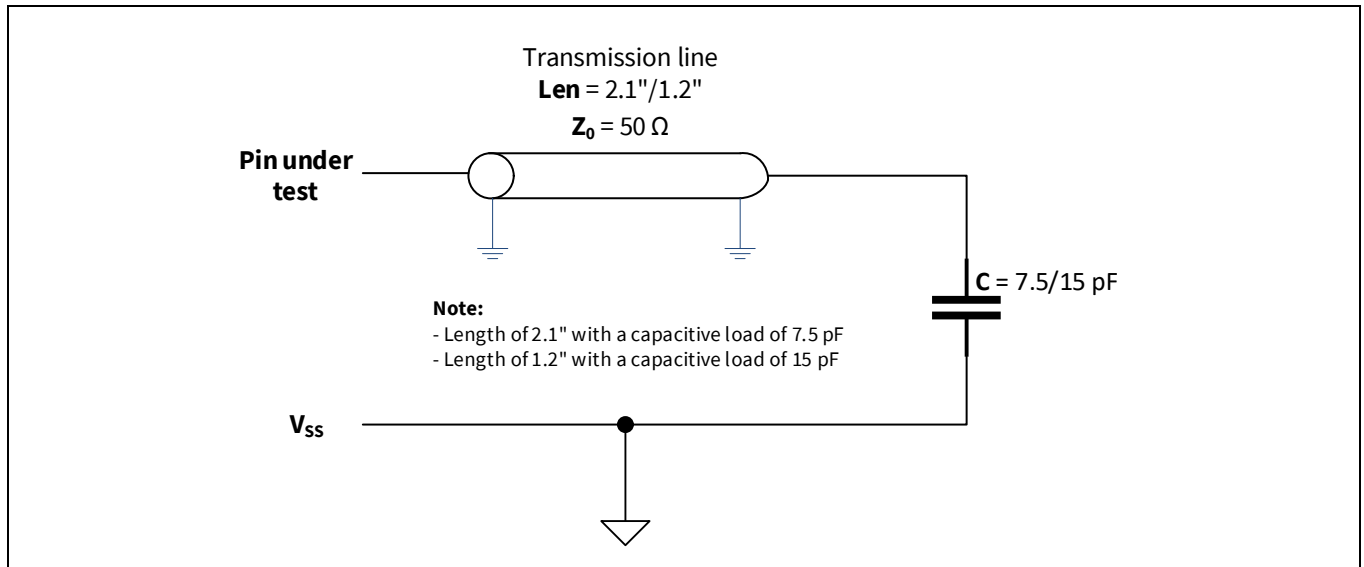 Transmission line
Len = 2.1"/1.2"
Z₀ = 50 Ω
Pin under
test
C = 7.5/15 pF
Note:
- Length of 2.1" with a capacitive load of 7.5 pF
- Length of 1.2" with a capacitive load of 15 pF
V_SS